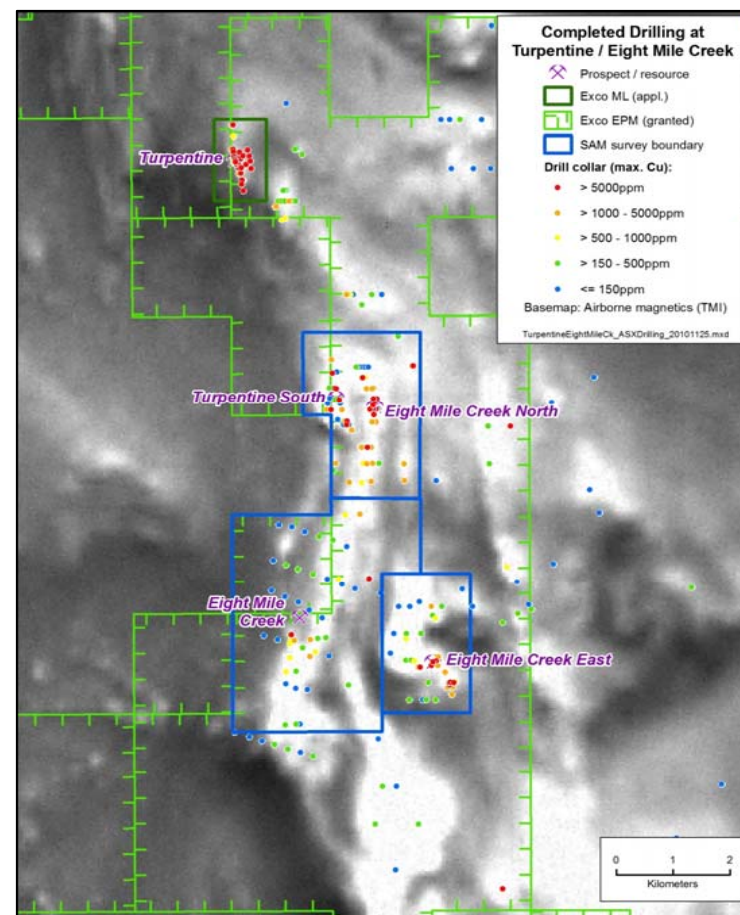 Completed Drilling at
Turpentine / Eight Mile Creek
Prospect / resource
Exco ML (appl.)
Exco EPM (granted)
SAM survey boundary
Drill collar (max. Cu):
> 5000ppm
> 1000 - 5000ppm
> 500 - 1000ppm
> 150 - 500ppm
<= 150ppm
Basemap: Airborne magnetics (TMI)
TurpentineEightMileCk_ASXDrilling_20101125.mxd
Turpentine
Turpentine South
Eight Mile Creek North
Eight Mile
Creek
Eight Mile Creek East
0 1 2
Kilometers